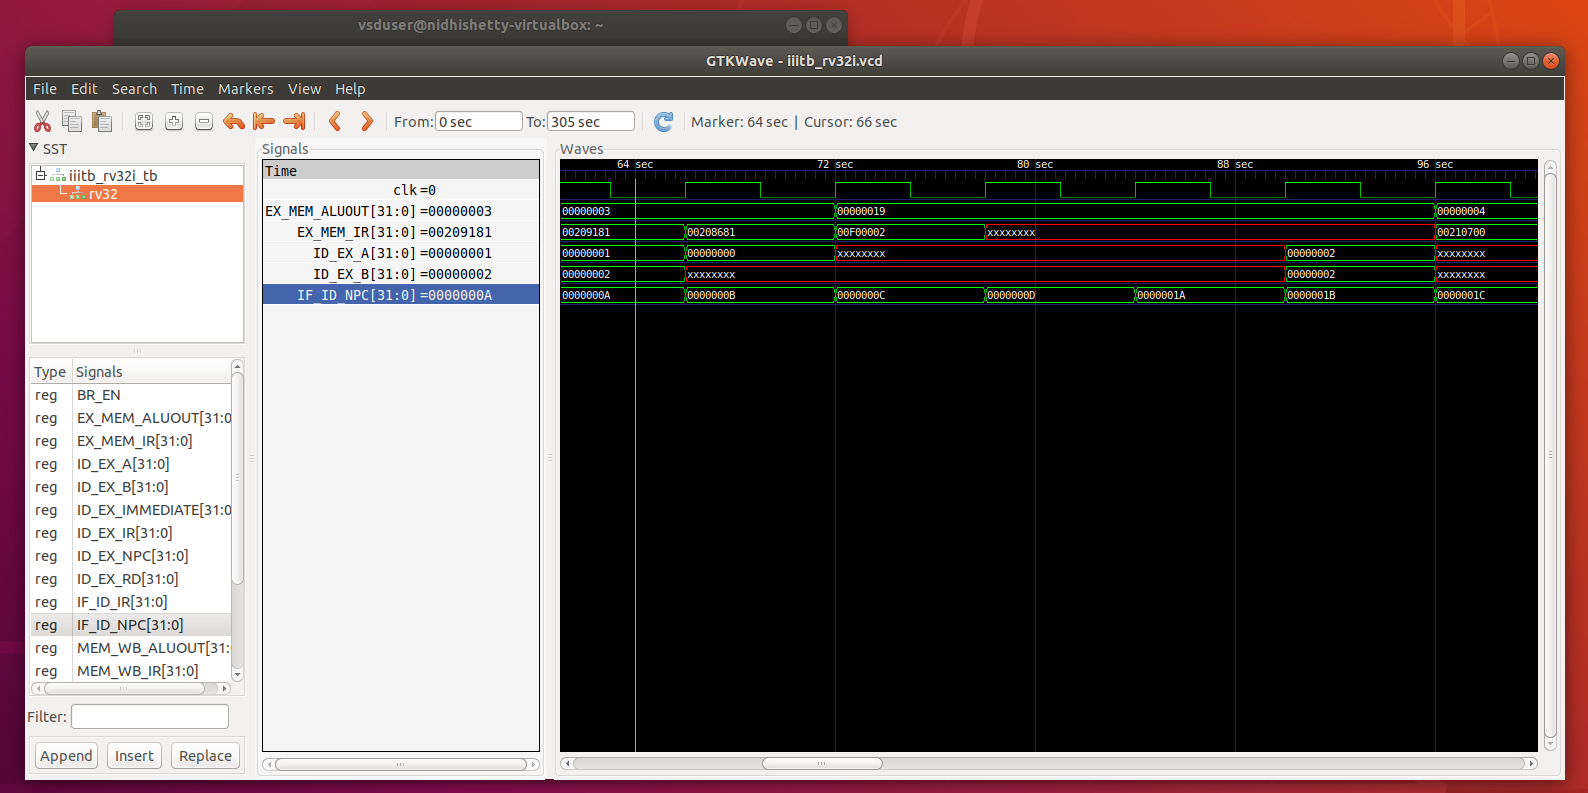 vsduser@nidhishetty-virtualbox: ~
GTKWave - iiitb_rv32i.vcd
File Edit Search Time Markers View Help
From: 0 sec To: 305 sec Marker: 64 sec | Cursor: 66 sec
SST
iiitb_rv32i_tb
rv32
Type Signals
reg BR_EN
reg EX_MEM_ALUOUT[31:0
reg EX_MEM_IR[31:0]
reg ID_EX_A[31:0]
reg ID_EX_B[31:0]
reg ID_EX_IMMEDIATE[31:0
reg ID_EX_IR[31:0]
reg ID_EX_NPC[31:0]
reg ID_EX_RD[31:0]
reg IF_ID_IR[31:0]
reg IF_ID_NPC[31:0]
reg MEM_WB_ALUOUT[31:
reg MEM_WB_IR[31:0]
Filter:
Append Insert Replace
Signals
Time
clk =0
EX_MEM_ALUOUT[31:0] =00000003
EX_MEM_IR[31:0] =00209181
ID_EX_A[31:0] =00000001
ID_EX_B[31:0] =00000002
IF_ID_NPC[31:0] =0000000A
Waves
64 sec 72 sec 80 sec 88 sec 96 sec
00000003 00000019 00000004
00209181 00208681 00F00002 xxxxxxxx 00210700
00000001 00000000 xxxxxxxx 00000002 xxxxxxxx
00000002 xxxxxxxx 00000002 xxxxxxxx
0000000A 0000000B 0000000C 0000000D 0000001A 0000001B 0000001C